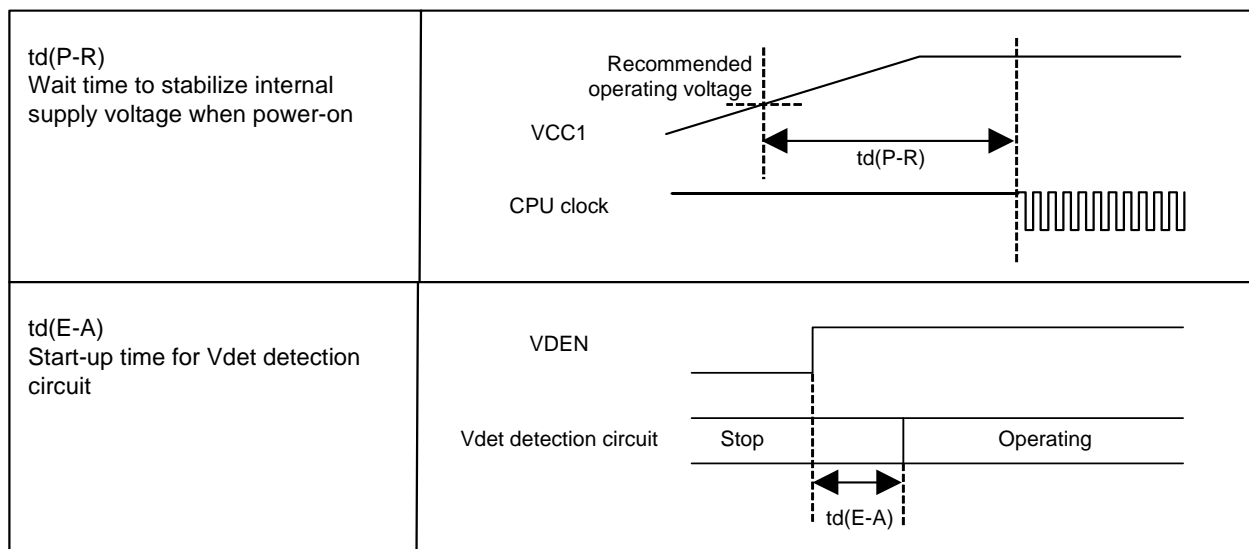 td(P-R)
Wait time to stabilize internal
supply voltage when power-on
Recommended
operating voltage
VCC1
td(P-R)
CPU clock
td(E-A)
Start-up time for Vdet detection
circuit
VDEN
Vdet detection circuit
Stop
Operating
td(E-A)